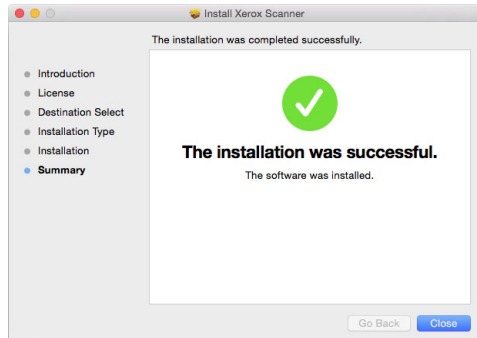 Install Xerox Scanner
The installation was completed successfully.
Introduction
License
Destination Select
Installation Type
Installation
Summary
The installation was successful.
The software was installed.
Go Back
Close